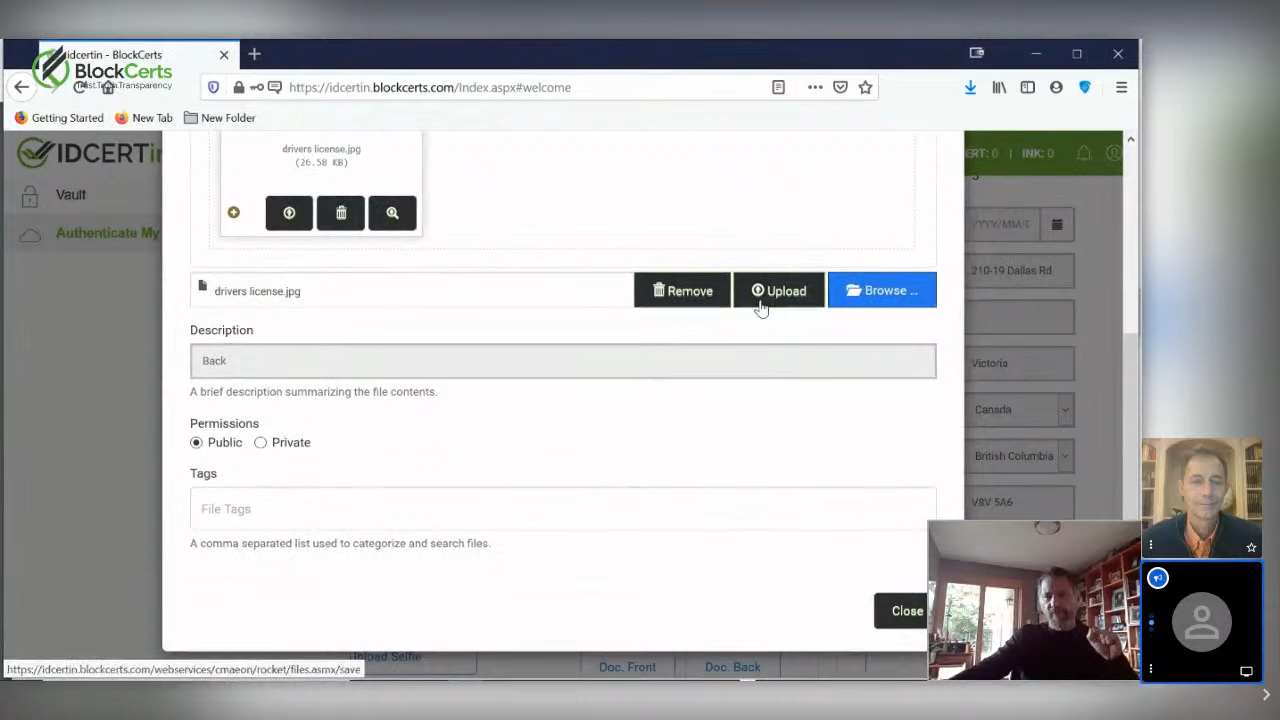 idcertin - BlockCerts
BlockCerts
Trust.Truth.Transparency
https://idcertin.blockcerts.com/Index.aspx#welcome
Getting Started
New Tab
New Folder
IDCERTin
Vault
Authenticate My
ERT: 0 | INK: 0
drivers license.jpg
(26.58 KB)
drivers license.jpg
Remove
Upload
Browse ...
Description
Back
A brief description summarizing the file contents.
Permissions
Public
Private
Tags
File Tags
A comma separated list used to categorize and search files.
Close
210-19 Dallas Rd
Victoria
Canada
British Columbia
V8V 5A6
Upload Selfie
Doc. Front
Doc. Back
https://idcertin.blockcerts.com/webservices/cmaeon/rocket/files.asmx/save